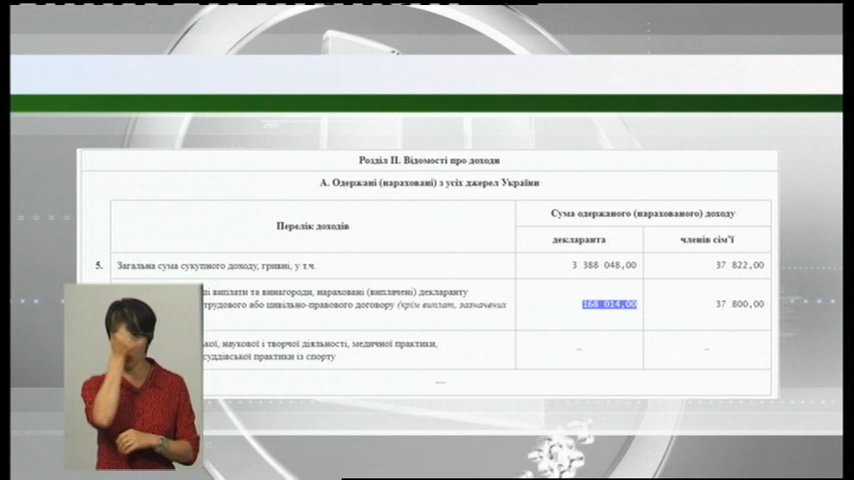 Розділ II. Відомості про доходи
А. Одержані (нараховані) з усіх джерел України
Перелік доходів
Сума одержаного (нарахованого) доходу
декларанта
членів сім'ї
5. Загальна сума сукупного доходу, гривні, у т.ч.
3 388 048,00
37 822,00
ді виплати та винагороди, нараховані (виплачені) декларанту
трудового або цивільно-правового договору (крім виплат, зазначених
168 014,00
37 800,00
кої, наукової і творчої діяльності, медичної практики,
суддівської практики із спорту